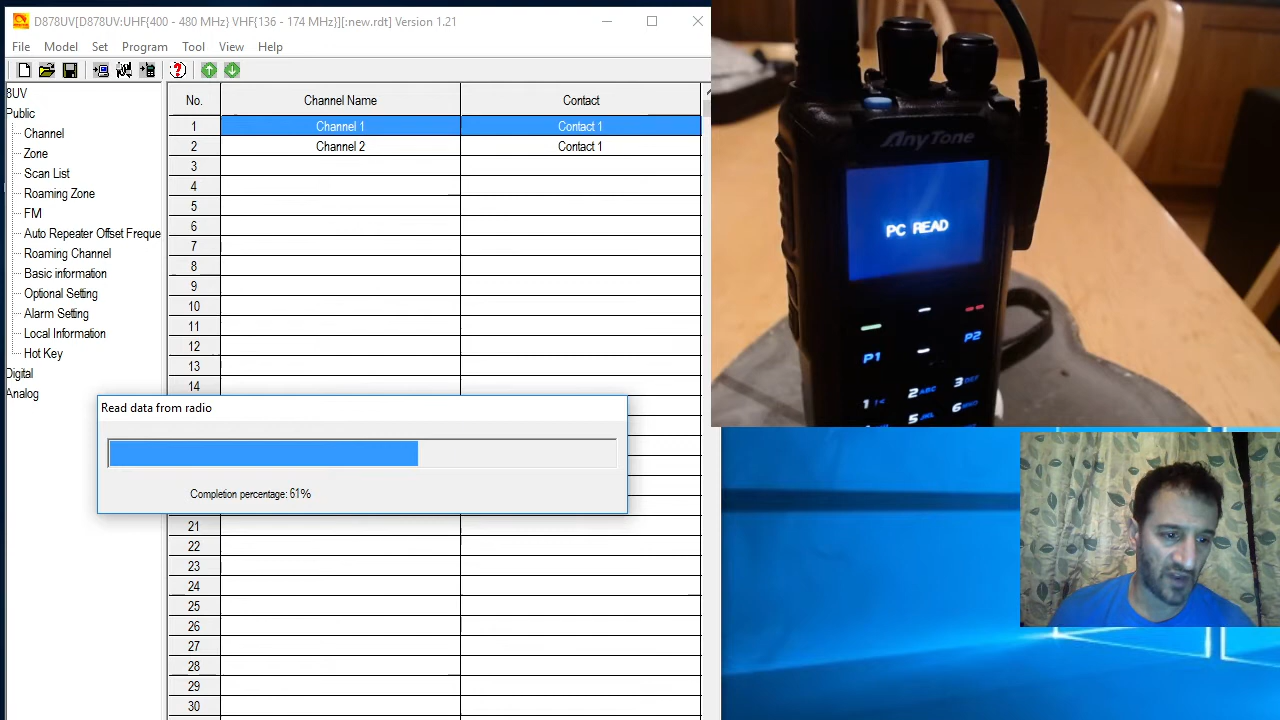 D878UV[D878UV:UHF{400 - 480 MHz} VHF{136 - 174 MHz}][:new.rdt] Version 1.21
File Model Set Program Tool View Help
8UV
Public
Channel
Zone
Scan List
Roaming Zone
FM
Auto Repeater Offset Freque
Roaming Channel
Basic information
Optional Setting
Alarm Setting
Local Information
Hot Key
Digital
Analog
No. Channel Name Contact
1 Channel 1 Contact 1
2 Channel 2 Contact 1
3
4
5
6
7
8
9
10
11
12
13
14
Read data from radio
Completion percentage: 61%
21
22
23
24
25
26
27
28
29
30
AnyTone
PC READ
P1 P2
1 2 ABC 3 DEF
5 JKL 6 MNO